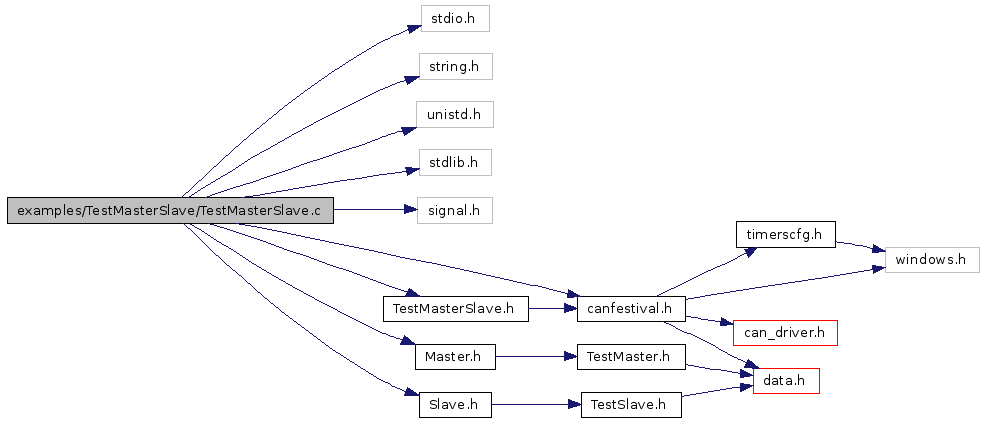 stdio.h
string.h
unistd.h
stdlib.h
examples/TestMasterSlave/TestMasterSlave.c
signal.h
timerscfg.h
windows.h
TestMasterSlave.h
canfestival.h
can_driver.h
Master.h
TestMaster.h
data.h
Slave.h
TestSlave.h